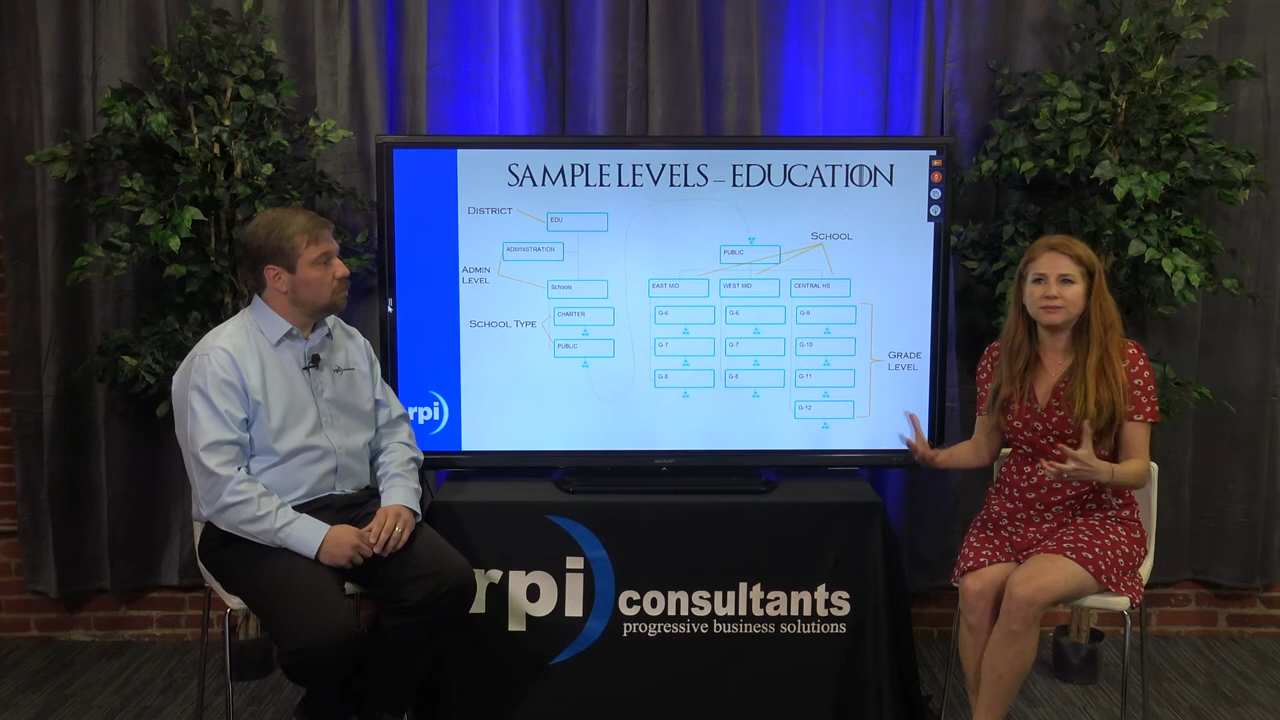 SAMPLE LEVELS – EDUCATION
DISTRICT
EDU
ADMINISTRATION
ADMIN
LEVEL
Schools
SCHOOL TYPE
CHARTER
PUBLIC
PUBLIC
SCHOOL
EAST MID
WEST MID
CENTRAL HS
G-6
G-6
G-9
G-7
G-7
G-10
G-8
G-8
G-11
G-12
GRADE
LEVEL
rpi
rpi
SHARP
rpi consultants
progressive business solutions